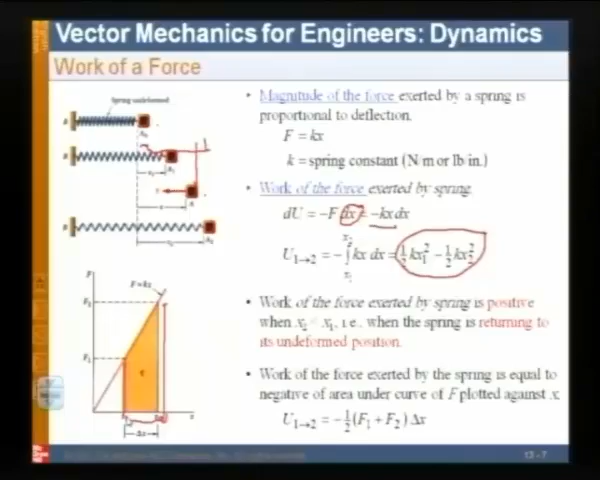 Vector Mechanics for Engineers: Dynamics
Work of a Force
Spring undeformed
• Magnitude of the force exerted by a spring is
proportional to deflection,
F = kx
k = spring constant (N/m or lb/in.)
• Work of the force exerted by spring,
dU = −F dx = −kx dx
U1→2 = −∫x1x2 kx dx = ½kx1² − ½kx2²
• Work of the force exerted by spring is positive
when x2 < x1, i.e., when the spring is returning to
its undeformed position.
• Work of the force exerted by the spring is equal to
negative of area under curve of F plotted against x,
U1→2 = −½(F1 + F2) Δx
F
F = kx
F2
F1
x
Δx
13 - 7